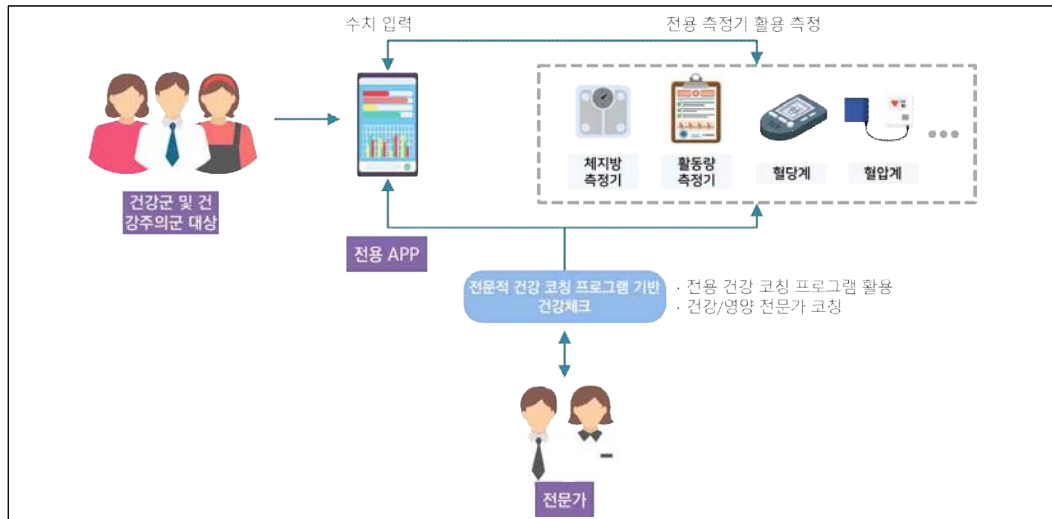 수치 입력
전용 측정기 활용 측정
체지방
측정기
활동량
측정기
혈당계
혈압계
건강군 및 건
강주의군 대상
전용 APP
전문적 건강 코칭 프로그램 기반
건강체크
· 전용 건강 코칭 프로그램 활용
· 건강/영양 전문가 코칭
전문가